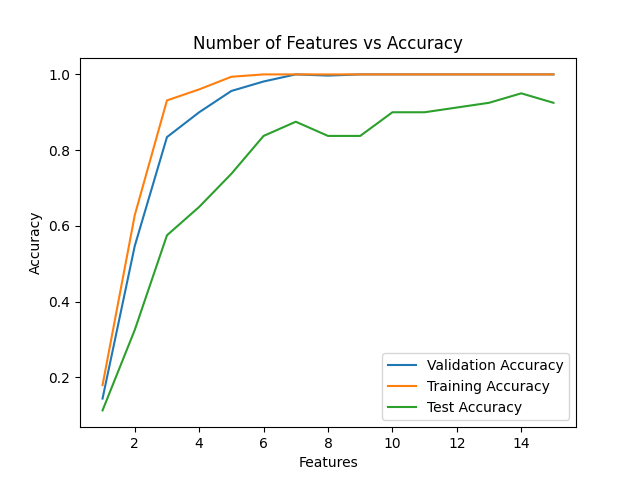 Number of Features vs Accuracy
1.0
0.8
0.6
0.4
0.2
Accuracy
Validation Accuracy
Training Accuracy
Test Accuracy
2 4 6 8 10 12 14
Features